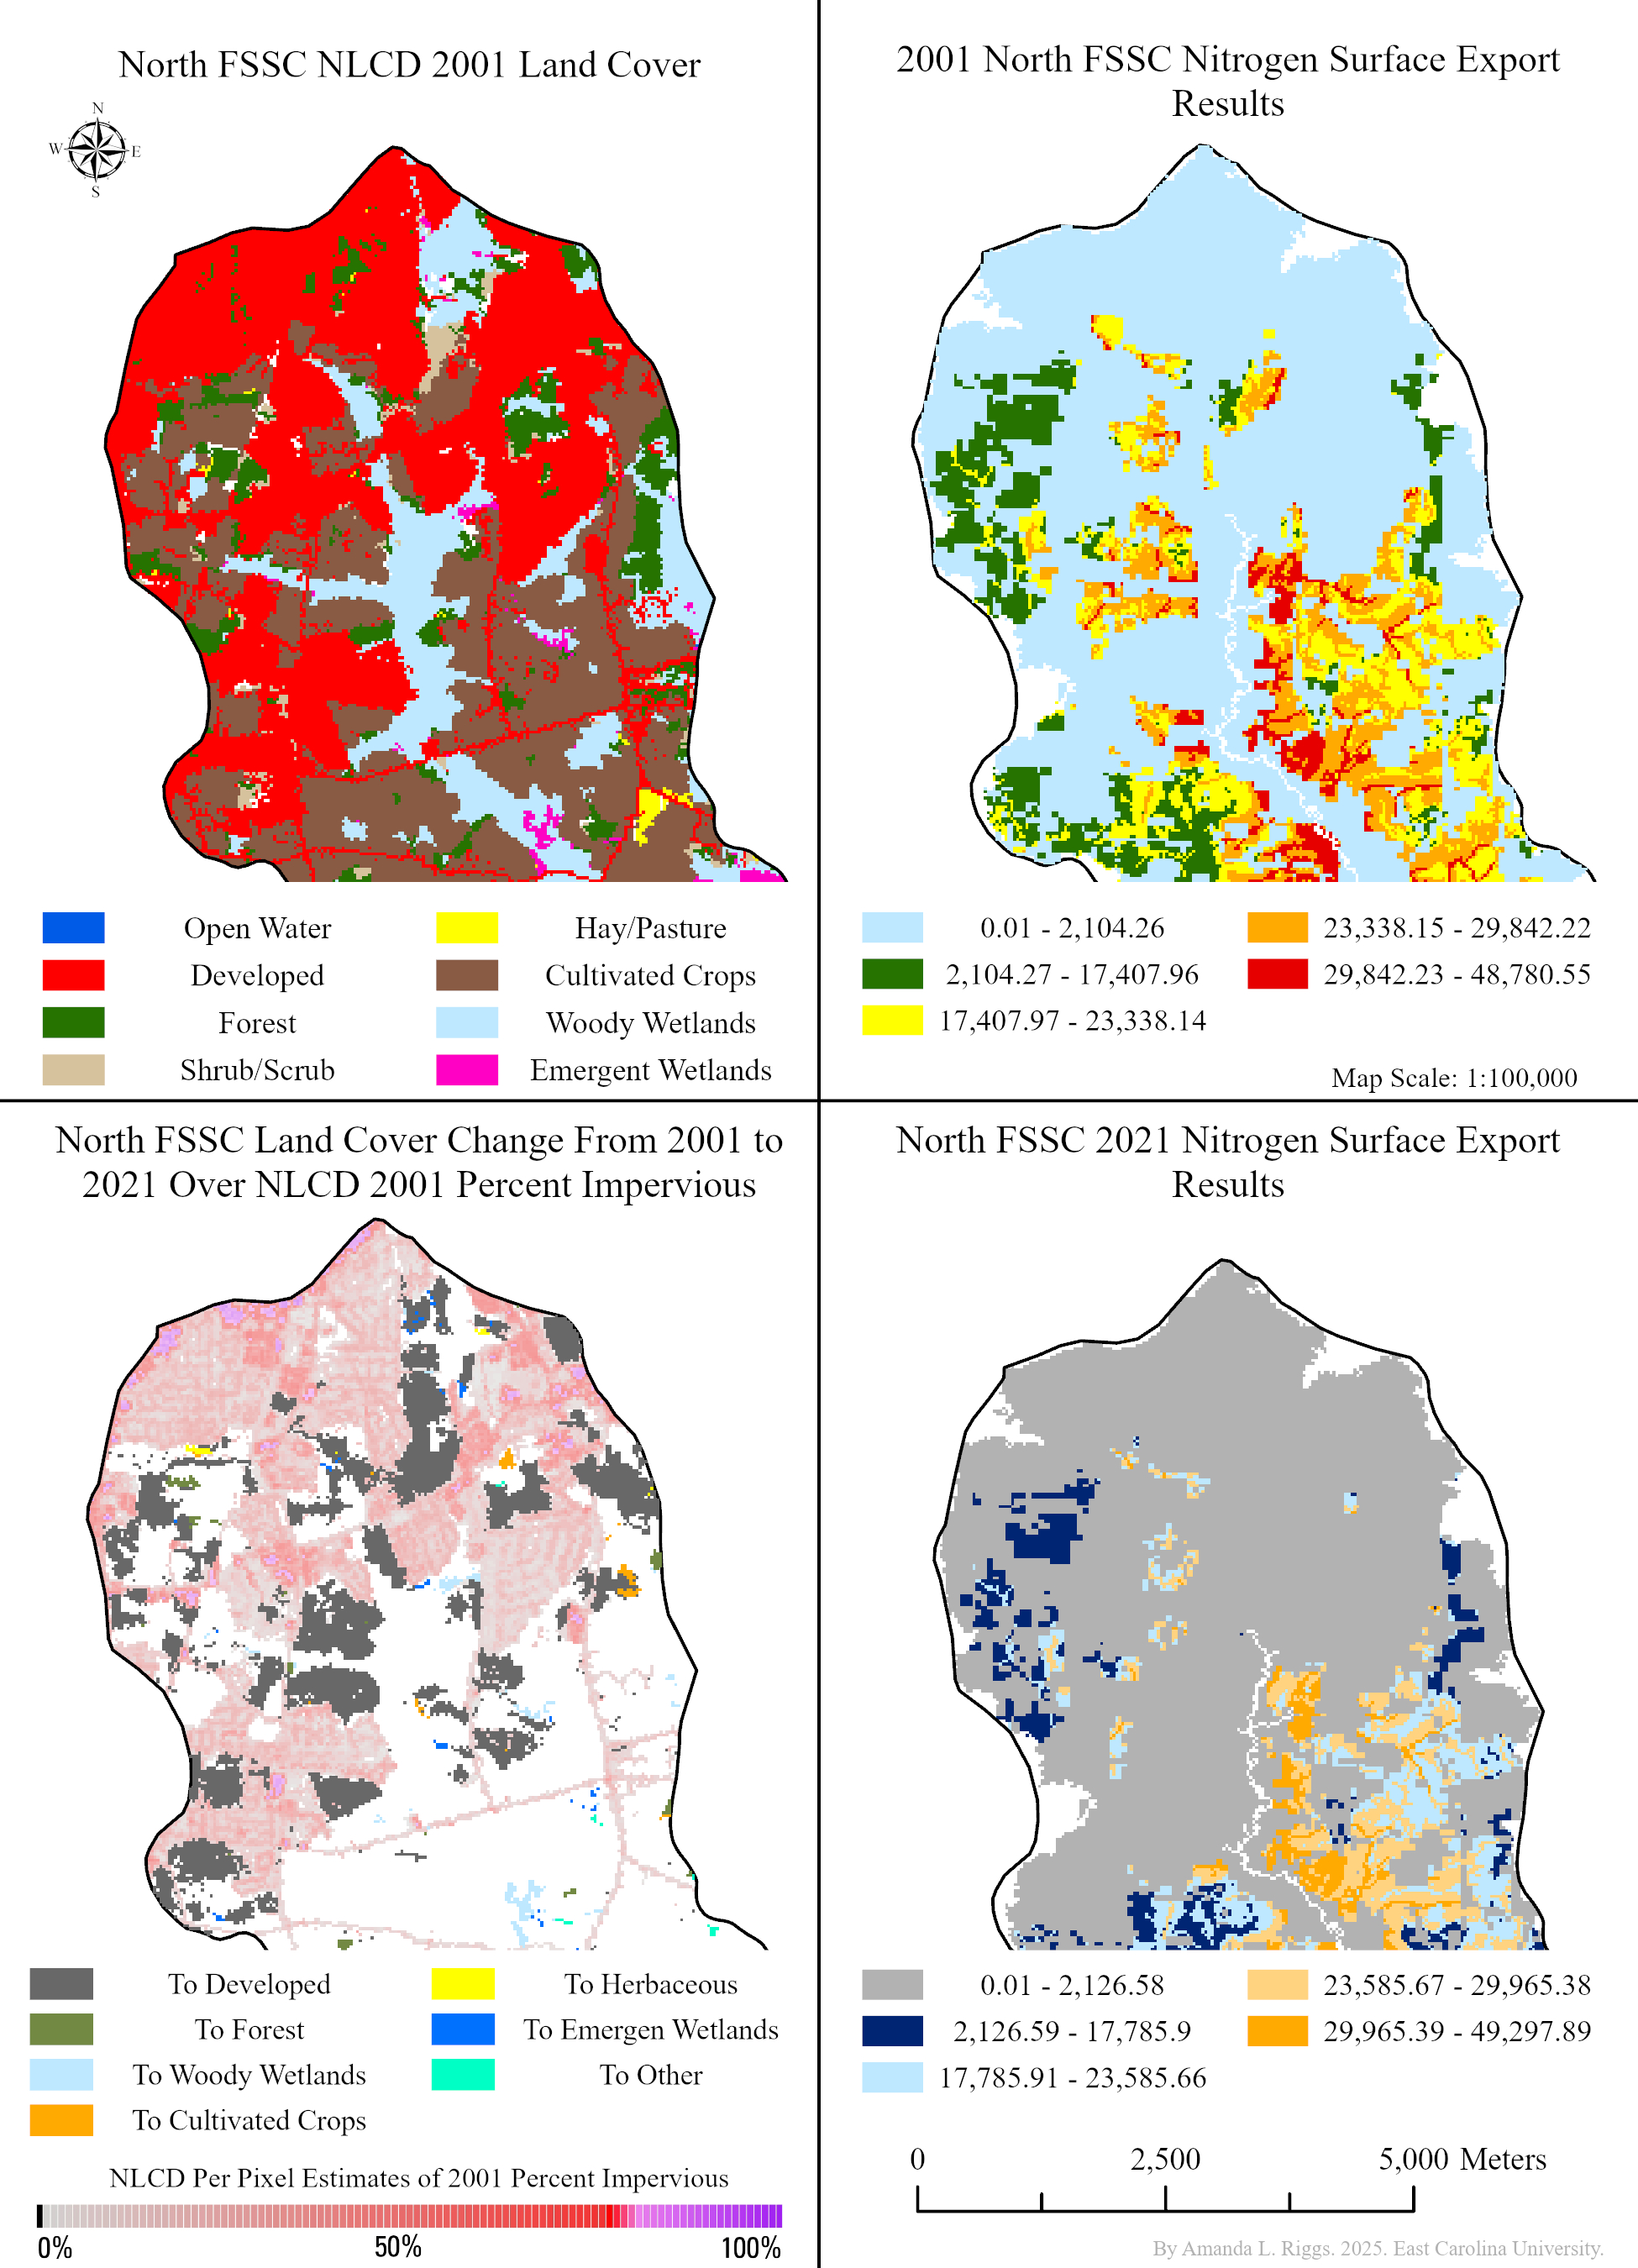 North FSSC NLCD 2001 Land Cover
N
W E
S
Open Water
Hay/Pasture
Developed
Cultivated Crops
Forest
Woody Wetlands
Shrub/Scrub
Emergent Wetlands
2001 North FSSC Nitrogen Surface Export
Results
0.01 - 2,104.26
23,338.15 - 29,842.22
2,104.27 - 17,407.96
29,842.23 - 48,780.55
17,407.97 - 23,338.14
Map Scale: 1:100,000
North FSSC Land Cover Change From 2001 to
2021 Over NLCD 2001 Percent Impervious
To Developed
To Herbaceous
To Forest
To Emergen Wetlands
To Woody Wetlands
To Other
To Cultivated Crops
NLCD Per Pixel Estimates of 2001 Percent Impervious
0% 50% 100%
North FSSC 2021 Nitrogen Surface Export
Results
0.01 - 2,126.58
23,585.67 - 29,965.38
2,126.59 - 17,785.9
29,965.39 - 49,297.89
17,785.91 - 23,585.66
0 2,500 5,000 Meters
By Amanda L. Riggs. 2025. East Carolina University.